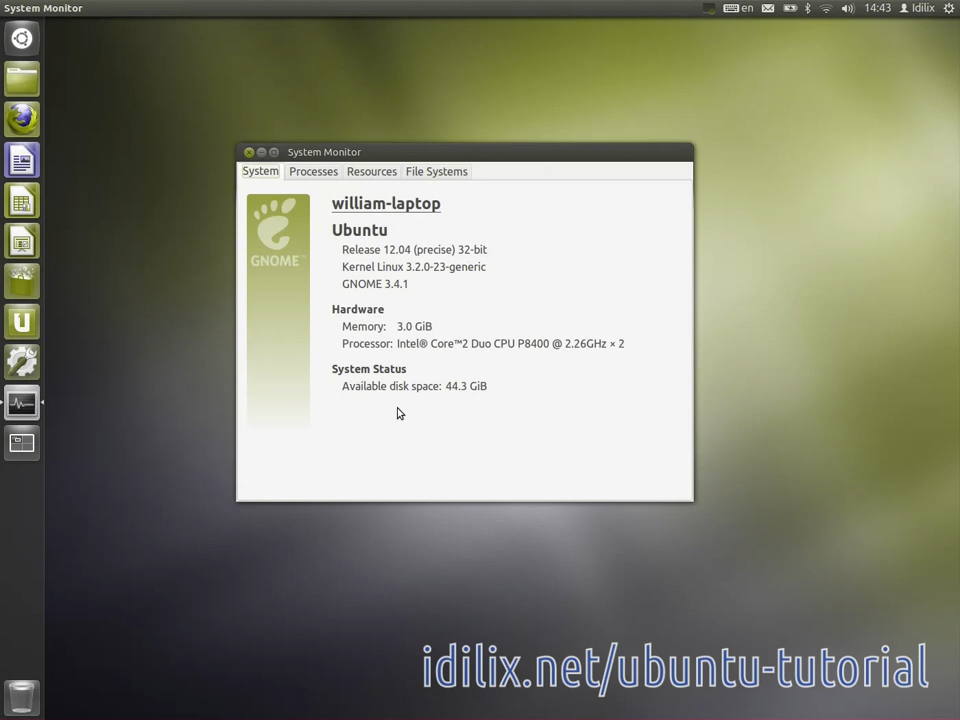 System Monitor
en
14:43
Idilix
System Monitor
System Processes Resources File Systems
GNOME™
william-laptop
Ubuntu
Release 12.04 (precise) 32-bit
Kernel Linux 3.2.0-23-generic
GNOME 3.4.1
Hardware
Memory: 3.0 GiB
Processor: Intel® Core™2 Duo CPU P8400 @ 2.26GHz × 2
System Status
Available disk space: 44.3 GiB
U
idilix.net/ubuntu-tutorial